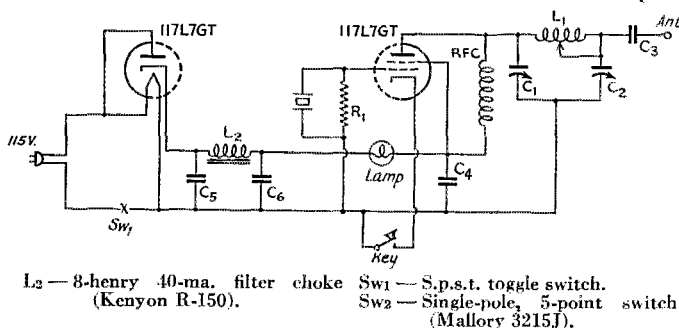 117L7GT
117L7GT
L1
Ant
RFC
C3
C1
C2
R1
L2
115V.
Lamp
C4
C5
C6
Sw1
Key
L2 — 8-henry 40-ma. filter choke
(Kenyon R-150).
Sw1 — S.p.s.t. toggle switch.
Sw2 — Single-pole, 5-point switch
(Mallory 3215J).